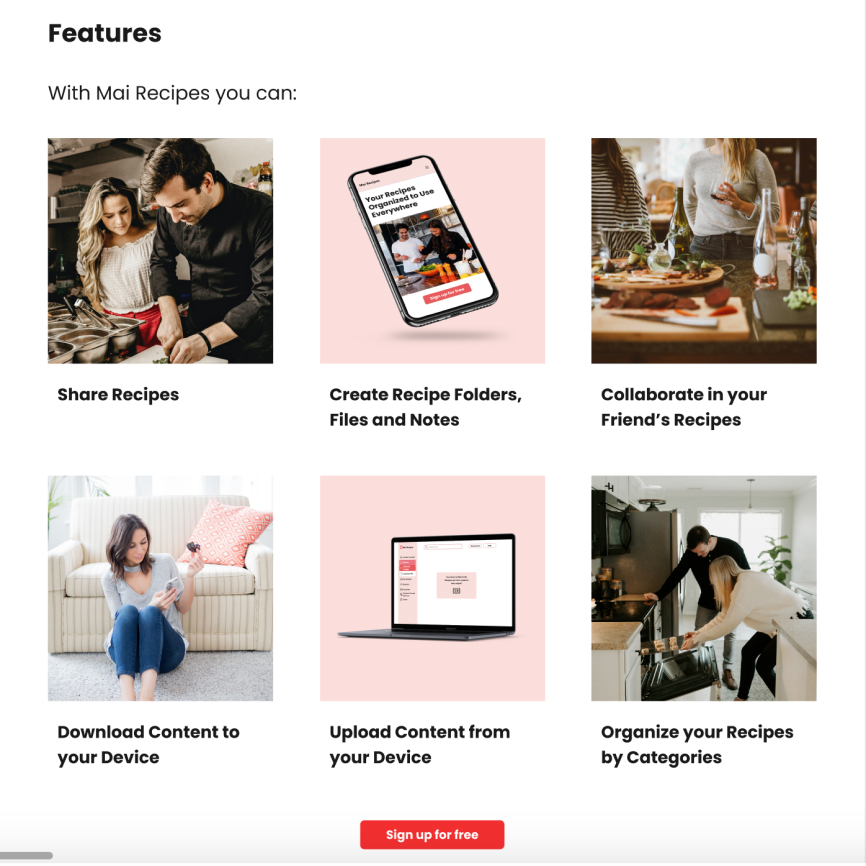 Features
With Mai Recipes you can:
Mai Recipes
Your Recipes
Organized to Use
Everywhere
Sign up for free
Share Recipes
Create Recipe Folders,
Files and Notes
Collaborate in your
Friend’s Recipes
Download Content to
your Device
Upload Content from
your Device
Organize your Recipes
by Categories
Sign up for free